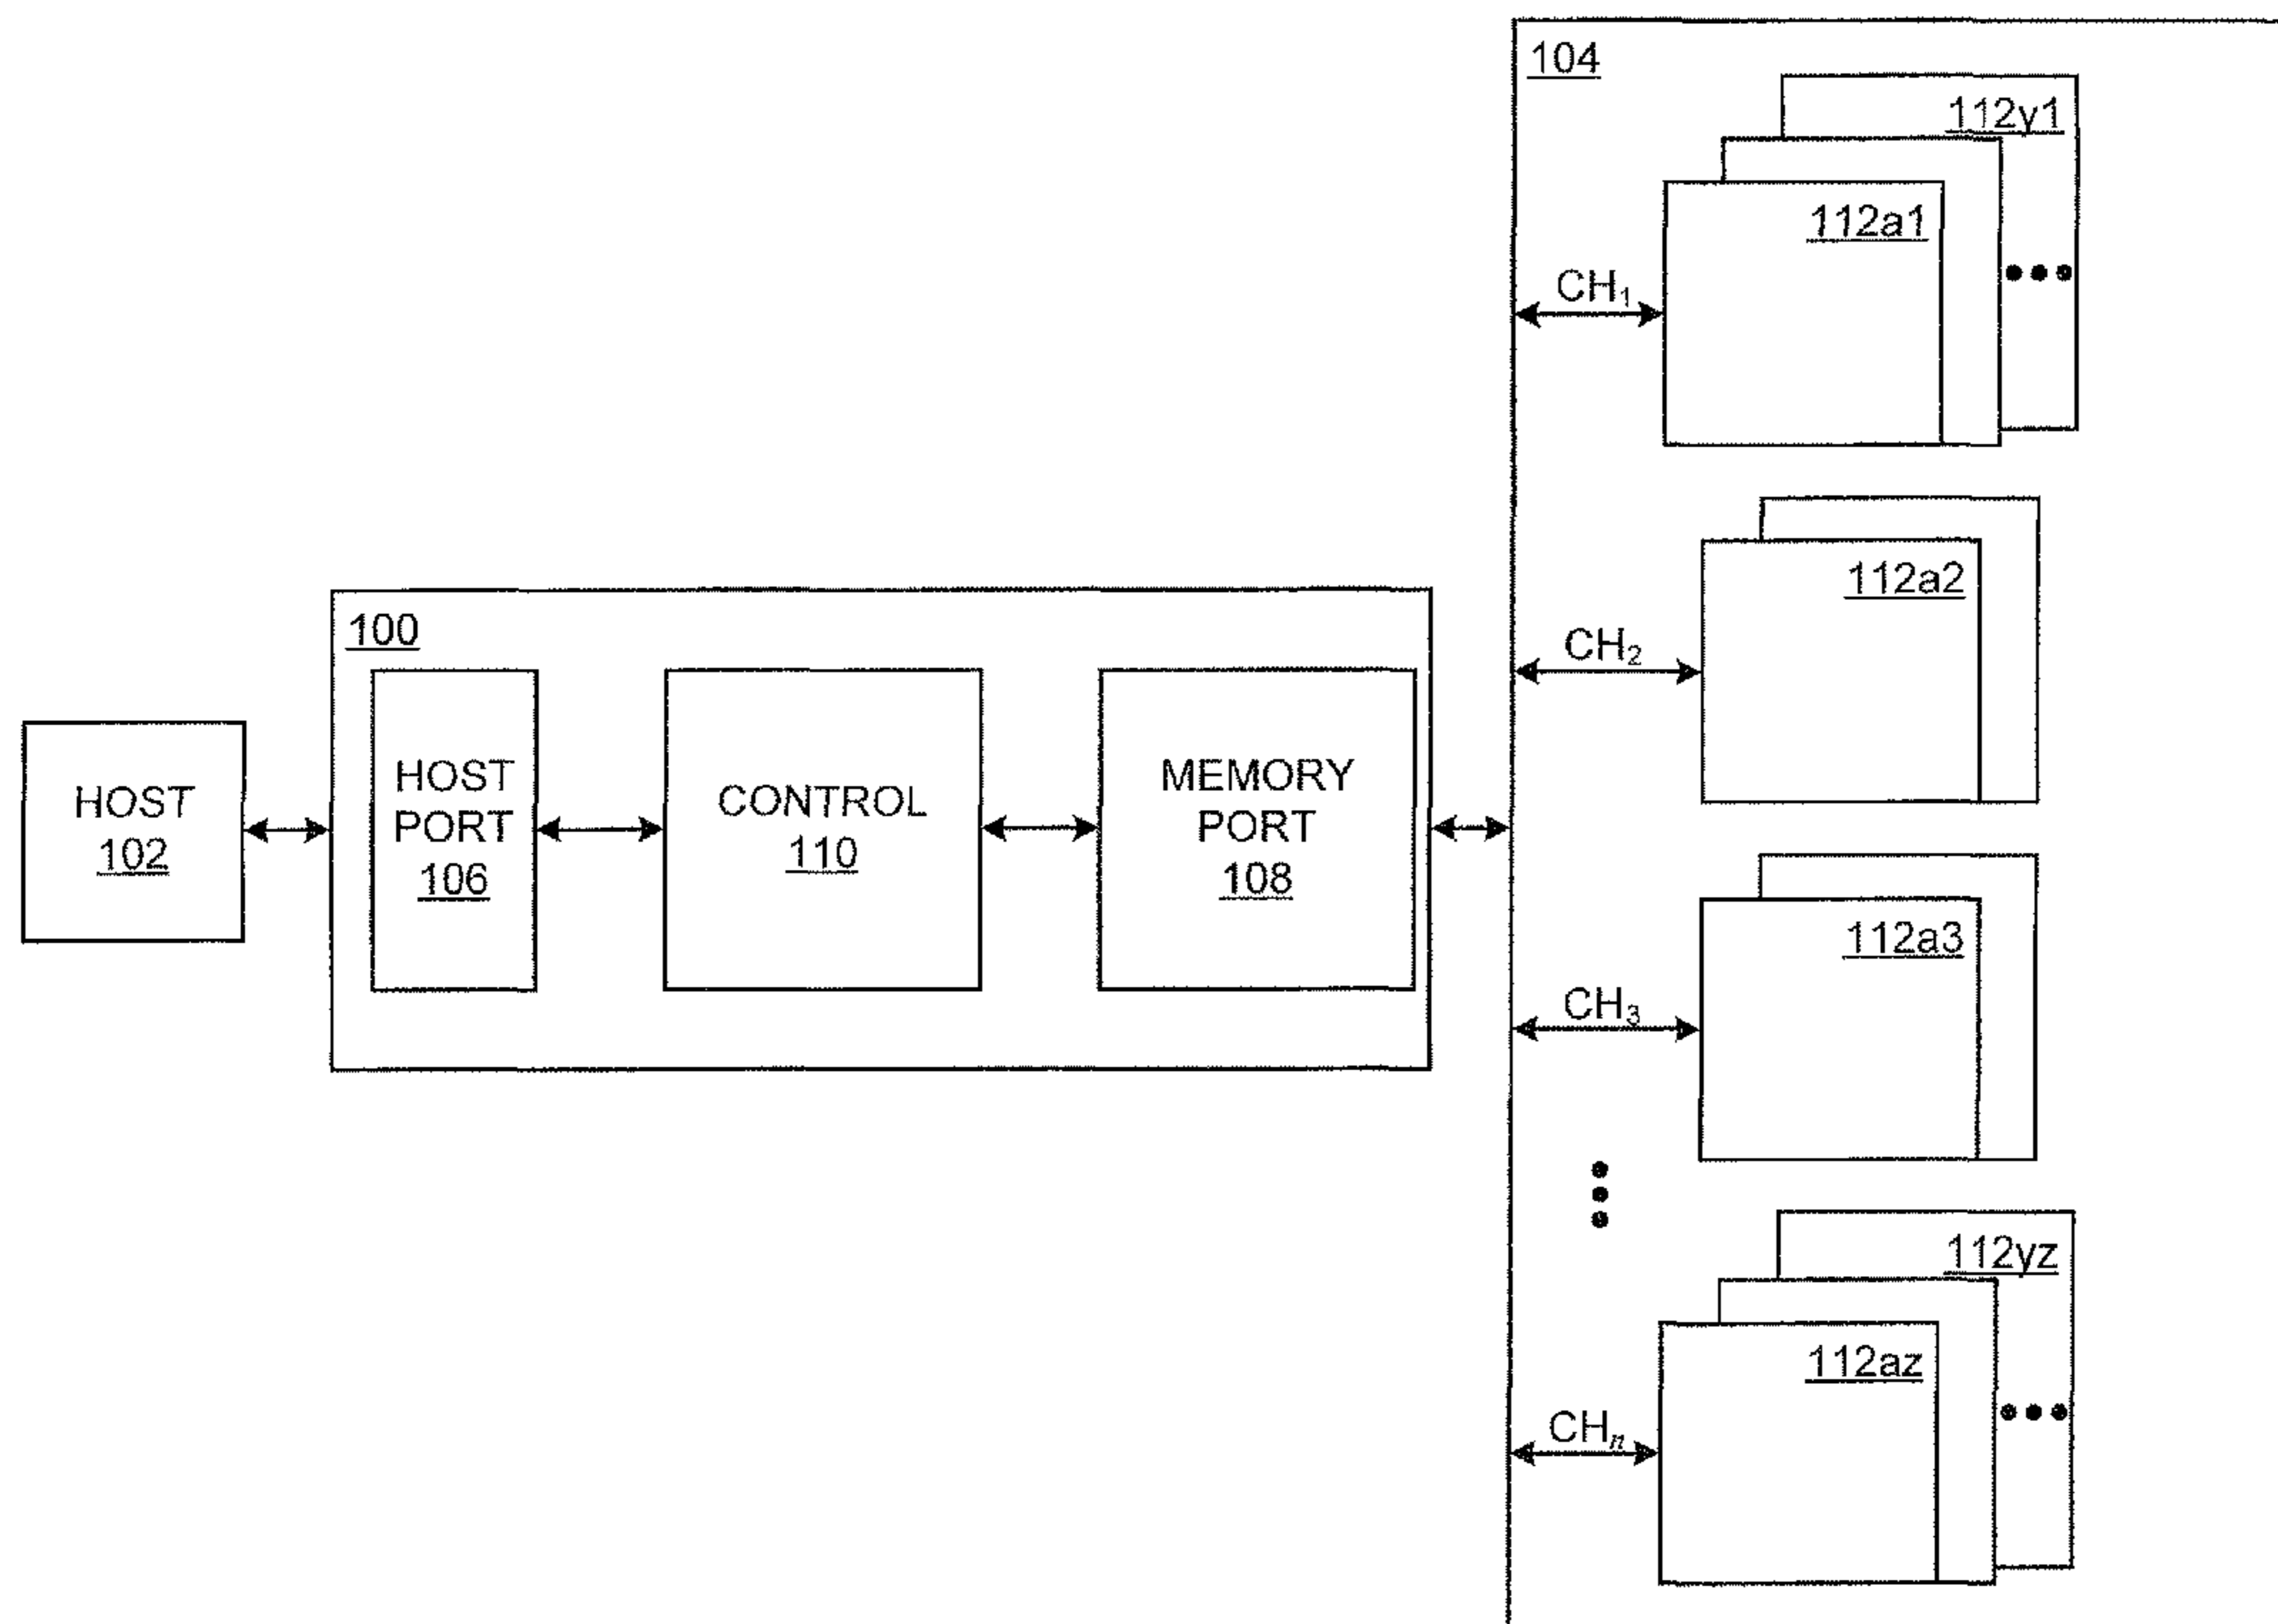 104
112y1
112a1
CH₁
112a2
CH₂
100
HOST
102
HOST
PORT
106
CONTROL
110
MEMORY
PORT
108
112a3
CH₃
112yz
112az
CHₙ